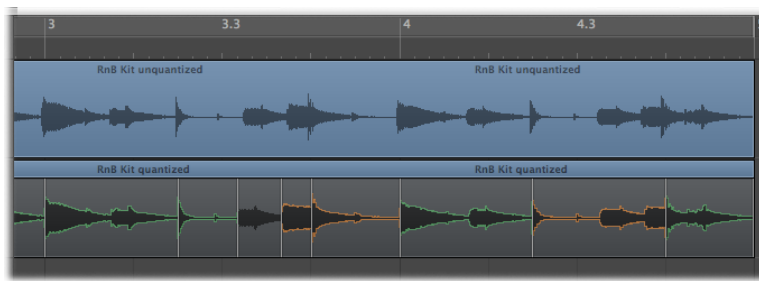 3 3.3 4 4.3
RnB Kit unquantized RnB Kit unquantized
RnB Kit quantized RnB Kit quantized